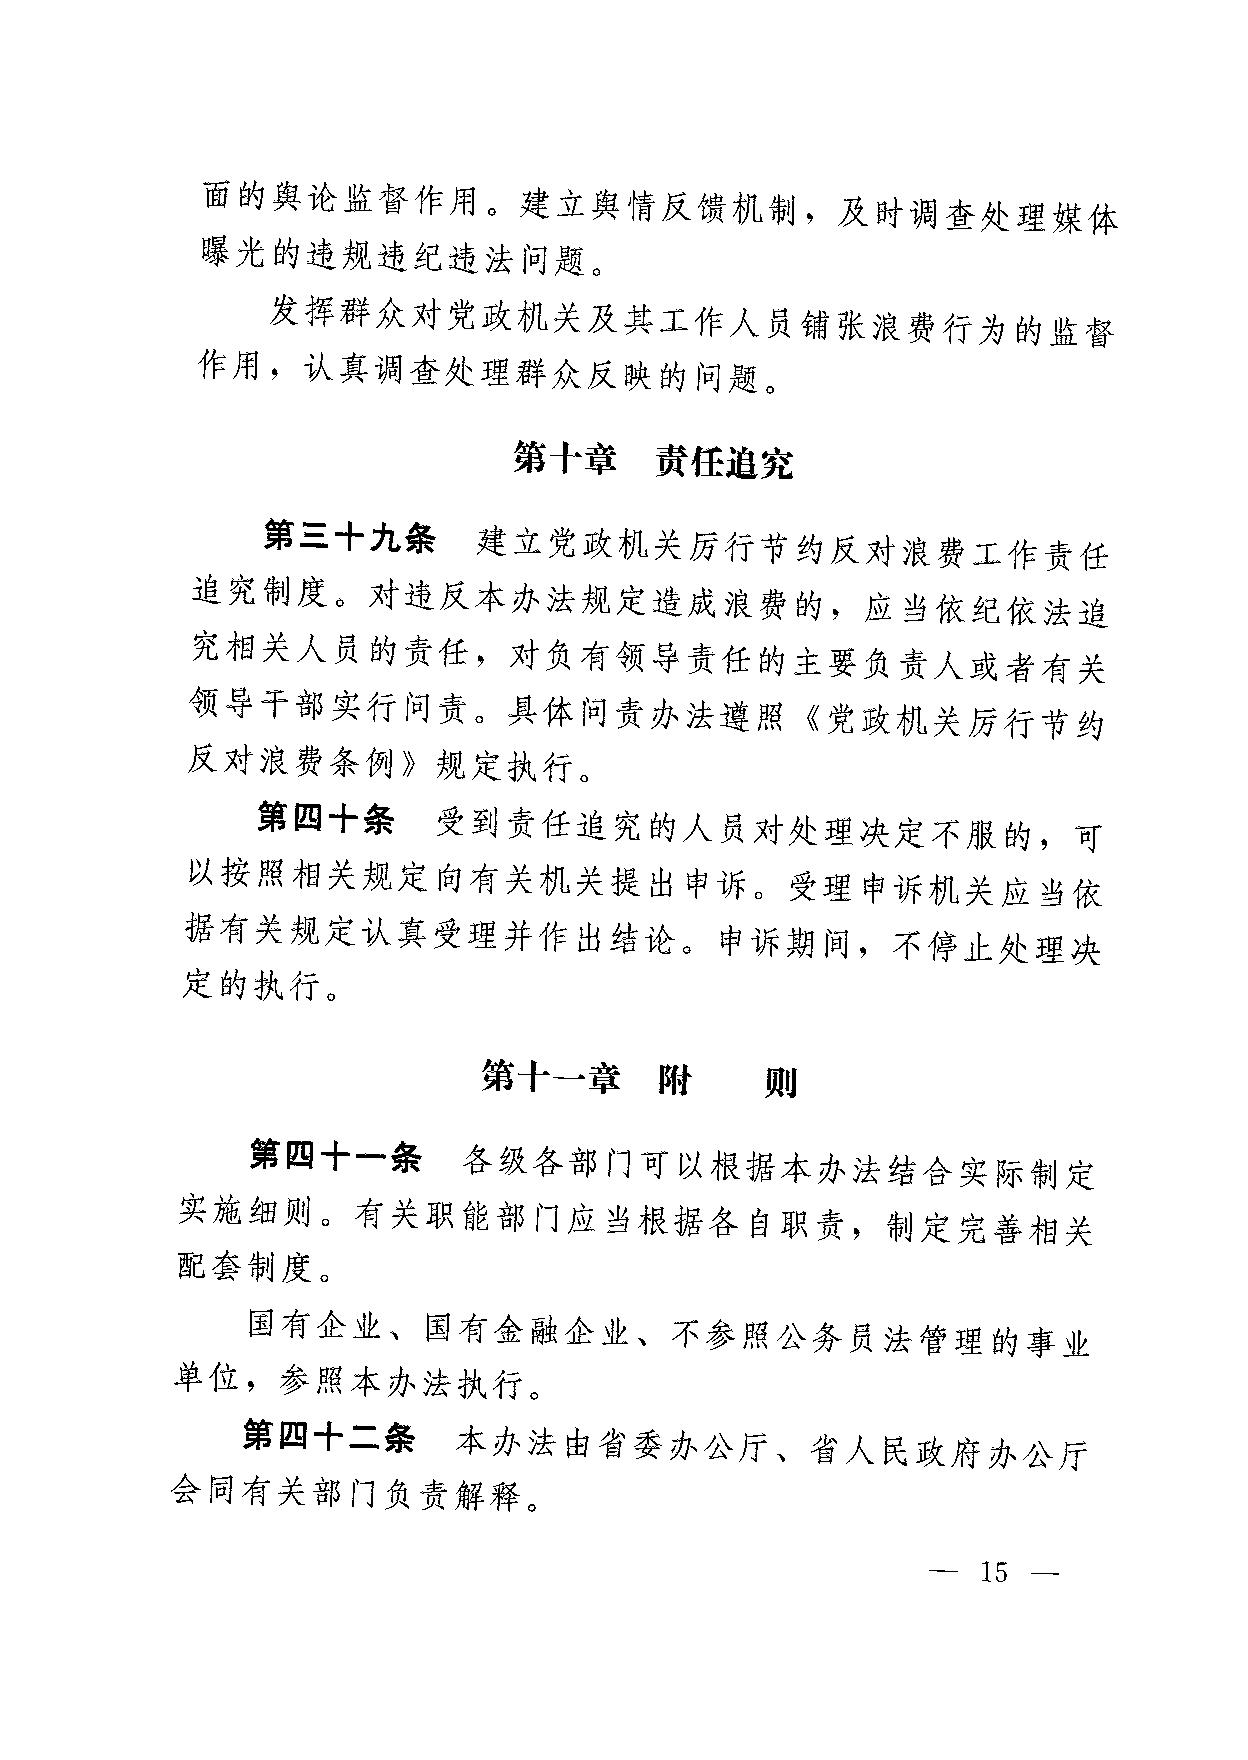 面的舆论监督作用。建立舆情反馈机制，及时调查处理媒体
曝光的违规违纪违法问题。
发挥群众对党政机关及其工作人员铺张浪费行为的监督
作用，认真调查处理群众反映的问题。
第十章　责任追究
第三十九条　建立党政机关厉行节约反对浪费工作责任
追究制度。对违反本办法规定造成浪费的，应当依纪依法追
究相关人员的责任，对负有领导责任的主要负责人或者有关
领导干部实行问责。具体问责办法遵照《党政机关厉行节约
反对浪费条例》规定执行。
第四十条　受到责任追究的人员对处理决定不服的，可
以按照相关规定向有关机关提出申诉。受理申诉机关应当依
据有关规定认真受理并作出结论。申诉期间，不停止处理决
定的执行。
第十一章　附　　则
第四十一条　各级各部门可以根据本办法结合实际制定
实施细则。有关职能部门应当根据各自职责，制定完善相关
配套制度。
国有企业、国有金融企业、不参照公务员法管理的事业
单位，参照本办法执行。
第四十二条　本办法由省委办公厅、省人民政府办公厅
会同有关部门负责解释。
— 15 —